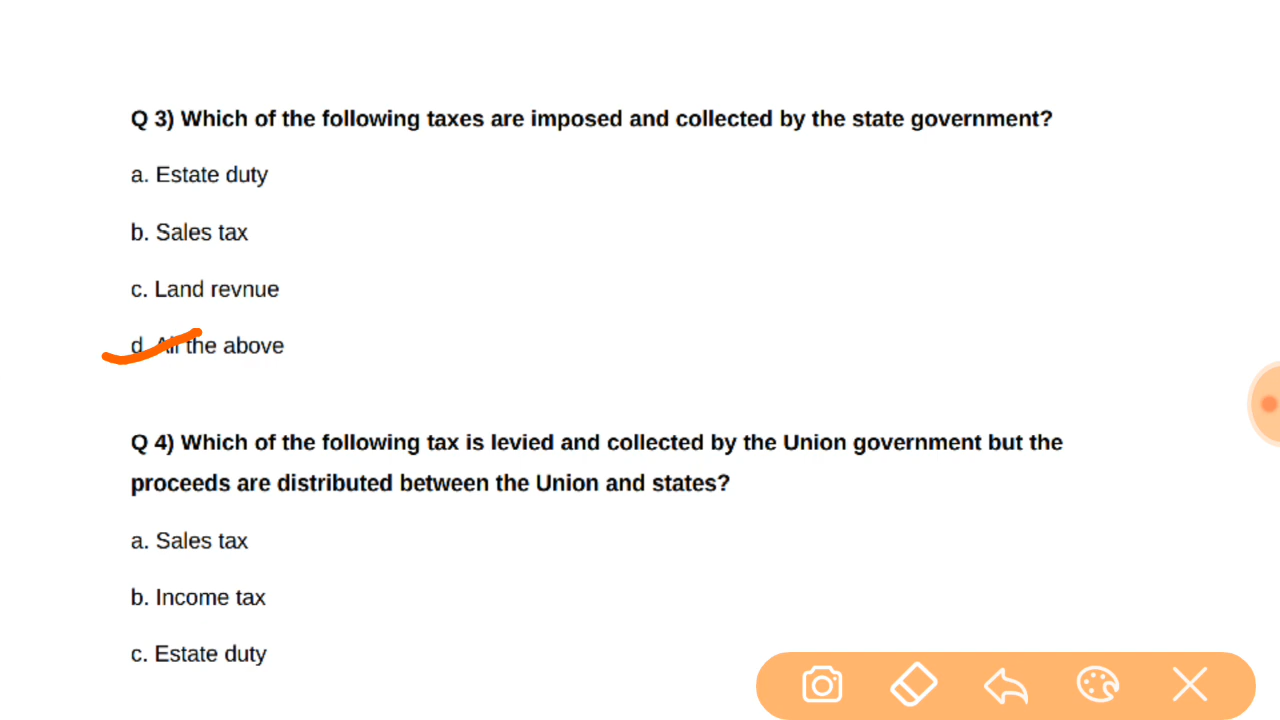 Q 3) Which of the following taxes are imposed and collected by the state government?
a. Estate duty
b. Sales tax
c. Land revnue
d. All the above
Q 4) Which of the following tax is levied and collected by the Union government but the
proceeds are distributed between the Union and states?
a. Sales tax
b. Income tax
c. Estate duty